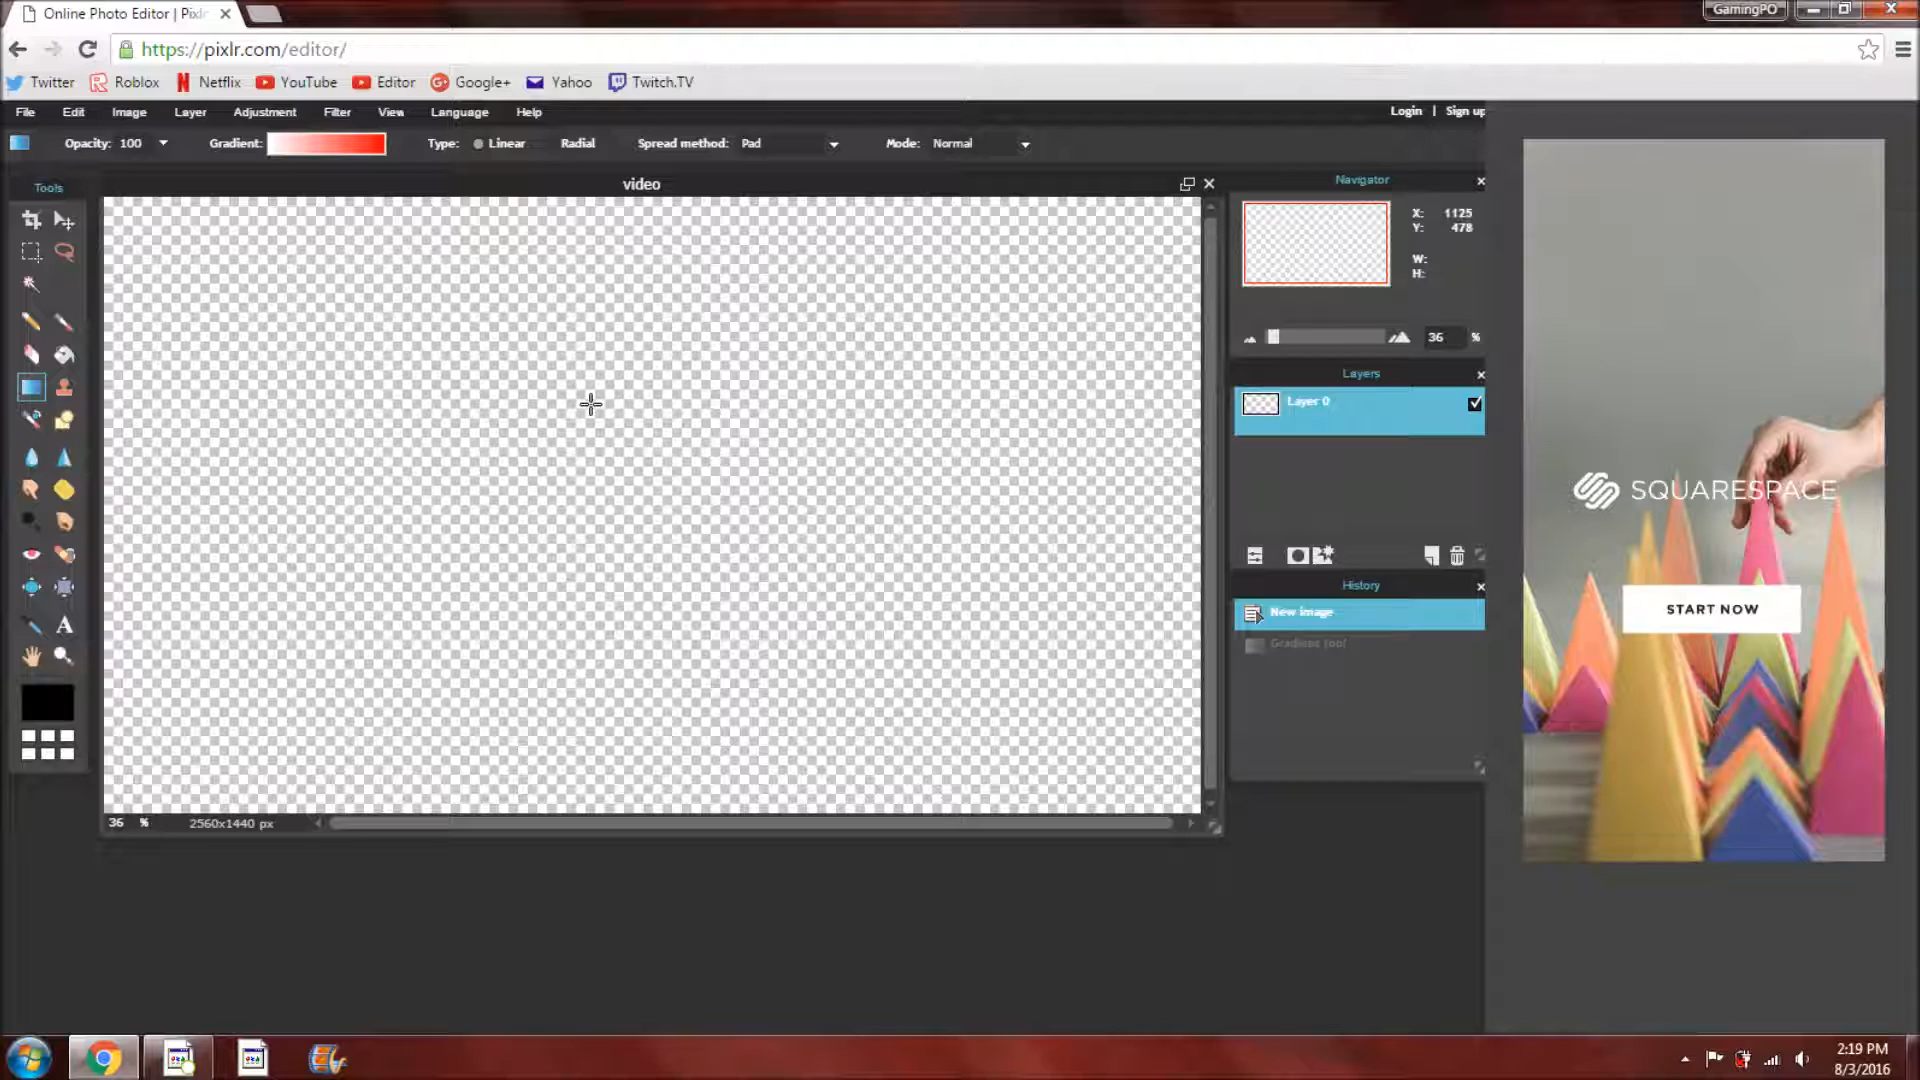 Online Photo Editor | Pixlr
GamingPO
https://pixlr.com/editor/
Twitter Roblox Netflix YouTube Editor Google+ Yahoo Twitch.TV
File Edit Image Layer Adjustment Filter View Language Help
Login | Sign up
Opacity: 100 Gradient: Type: Linear Radial Spread method: Pad Mode: Normal
Tools
video
Navigator
X: 1125
Y: 478
W:
H:
36 %
Layers
Layer 0
History
New image
Gradient tool
36 % 2560x1440 px
SQUARESPACE
START NOW
2:19 PM
8/3/2016